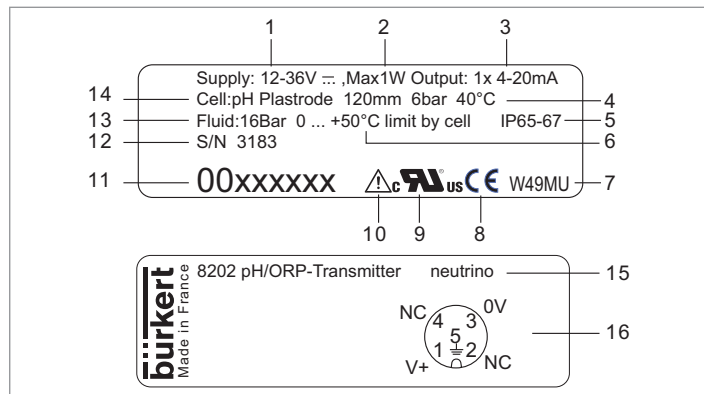 1 2 3
Supply: 12-36V ⎓ ,Max1W Output: 1x 4-20mA
14 Cell:pH Plastrode 120mm 6bar 40°C 4
13 Fluid:16Bar 0 ... +50°C limit by cell IP65-67 5
12 S/N 3183 6
11 00xxxxxx c RU ® US CE W49MU 7
10 9 8
bürkert
Made in France
8202 pH/ORP-Transmitter neutrino 15
NC 4 3 0V
5 16
1 2
V+ NC